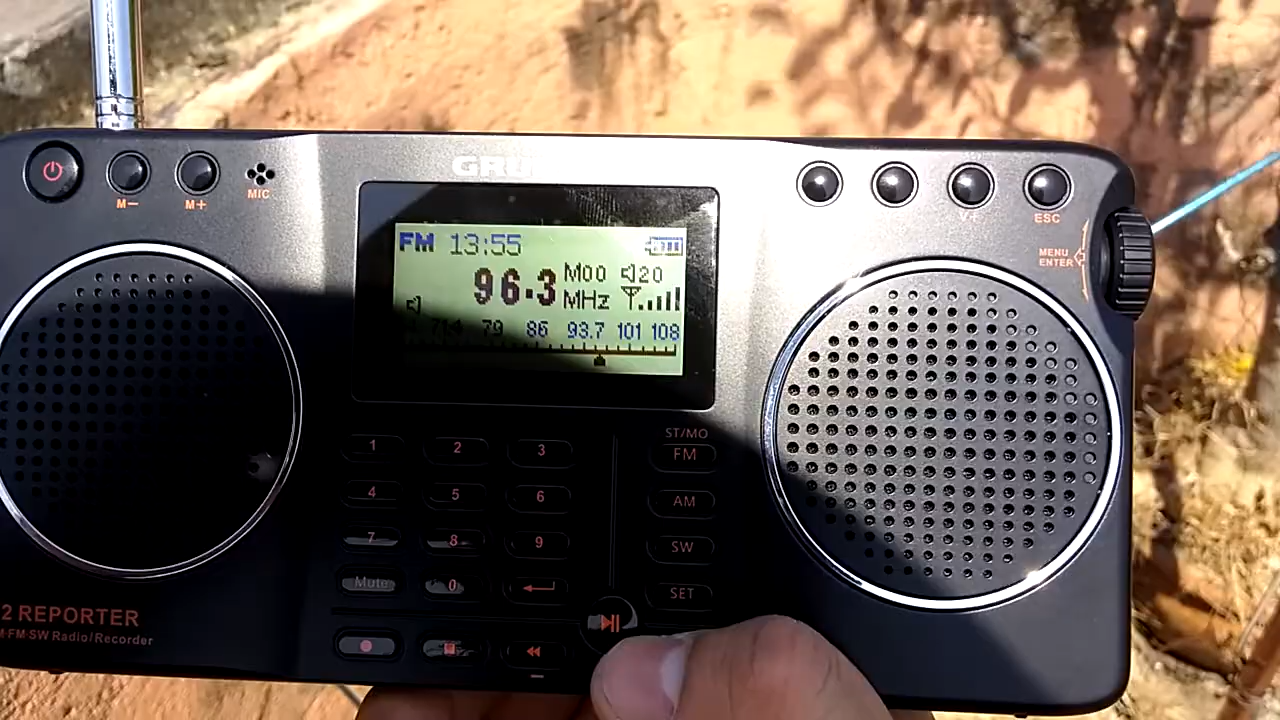 GRU
M− M+ MIC
V+ ESC
MENU
ENTER
FM 13:55
96.3 M00 20
MHz
79 86 93.7 101 108
ST/MO
1 2 3 FM
4 5 6 AM
7 8 9 SW
Mute 0 SET
2 REPORTER
FM·SW Radio/Recorder